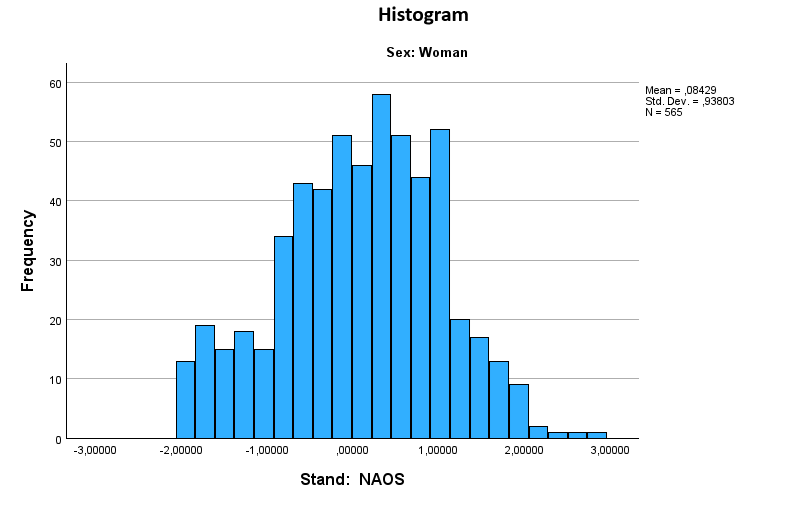 Histogram
Sex: Woman
Mean = ,08429
Std. Dev. = ,93803
N = 565
Frequency
60
50
40
30
20
10
0
-3,00000 -2,00000 -1,00000 ,00000 1,00000 2,00000 3,00000
Stand: NAOS